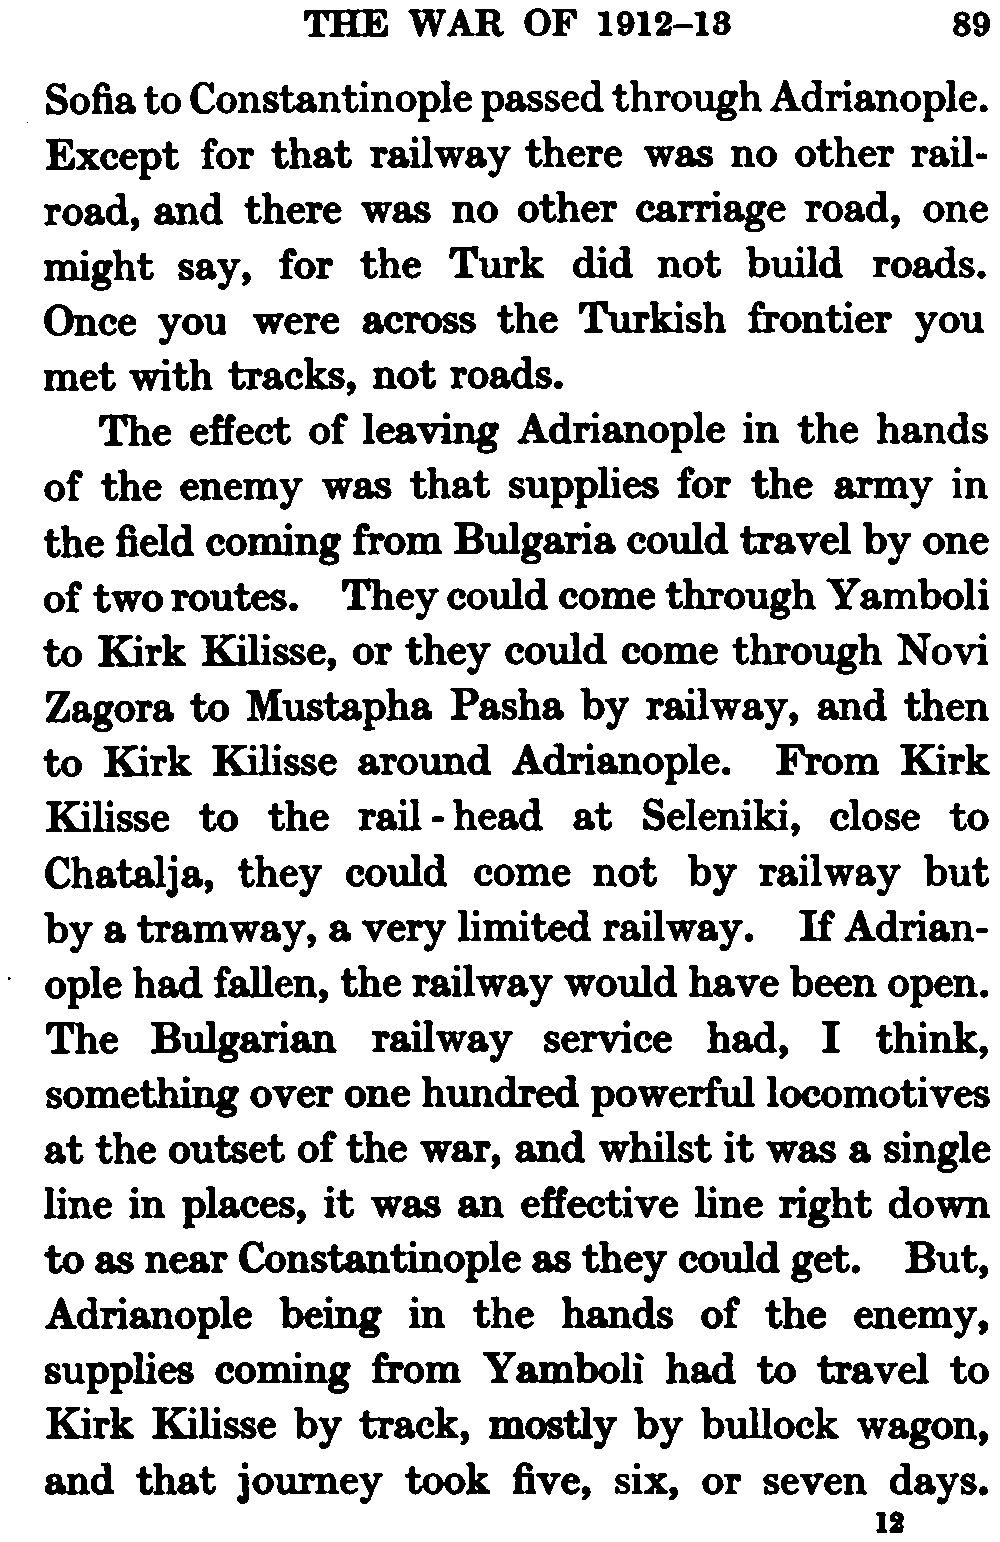 THE WAR OF 1912–13 89
Sofia to Constantinople passed through Adrianople.
Except for that railway there was no other rail-
road, and there was no other carriage road, one
might say, for the Turk did not build roads.
Once you were across the Turkish frontier you
met with tracks, not roads.
The effect of leaving Adrianople in the hands
of the enemy was that supplies for the army in
the field coming from Bulgaria could travel by one
of two routes. They could come through Yamboli
to Kirk Kilisse, or they could come through Novi
Zagora to Mustapha Pasha by railway, and then
to Kirk Kilisse around Adrianople. From Kirk
Kilisse to the rail-head at Seleniki, close to
Chatalja, they could come not by railway but
by a tramway, a very limited railway. If Adrian-
ople had fallen, the railway would have been open.
The Bulgarian railway service had, I think,
something over one hundred powerful locomotives
at the outset of the war, and whilst it was a single
line in places, it was an effective line right down
to as near Constantinople as they could get. But,
Adrianople being in the hands of the enemy,
supplies coming from Yamboli had to travel to
Kirk Kilisse by track, mostly by bullock wagon,
and that journey took five, six, or seven days.
12